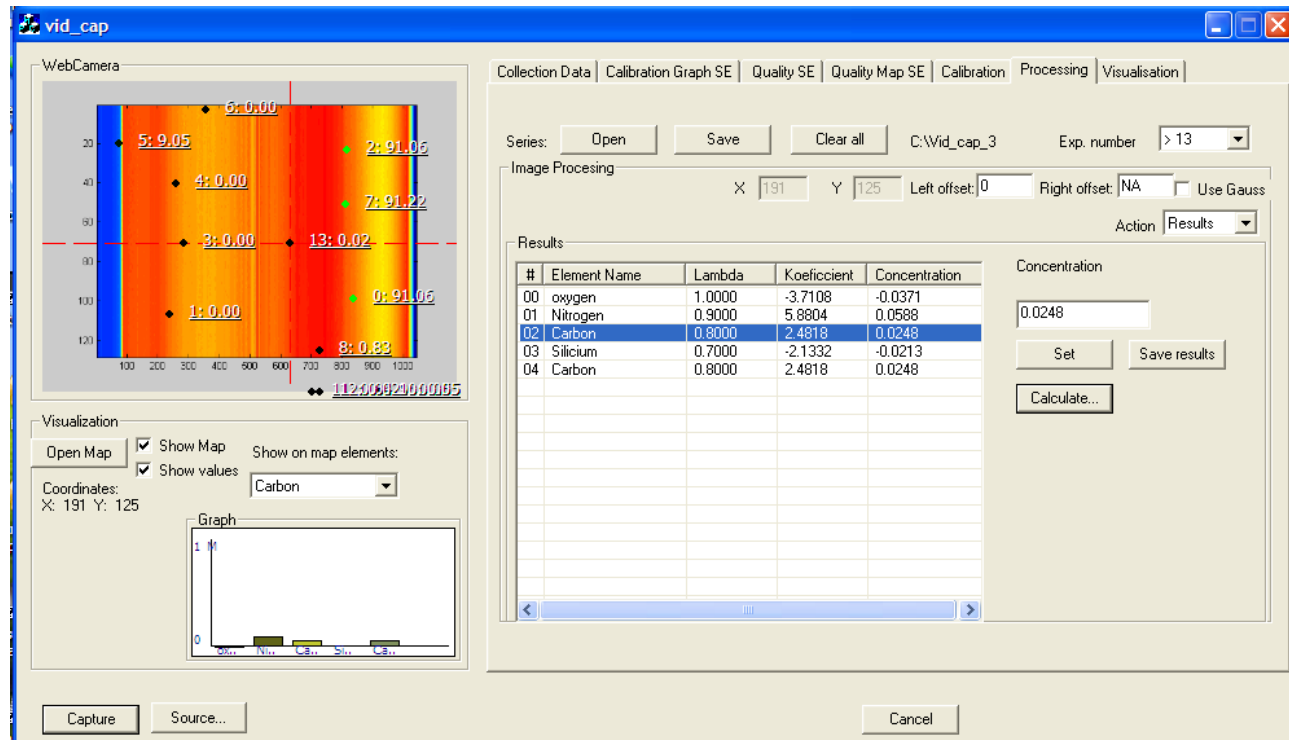 vid_cap
WebCamera
6: 0.00
5: 9.05
2: 91.06
4: 0.00
7: 91.22
3: 0.00
13: 0.02
0: 91.06
1: 0.00
8: 0.83
20
40
60
80
100
120
100 200 300 400 500 600 700 800 900 1000
Visualization
Open Map
Show Map
Show values
Show on map elements:
Carbon
Coordinates:
X: 191 Y: 125
Graph
1 M
0
ox.. Ni.. Ca.. Si.. Ca..
Capture
Source...
Collection Data
Calibration Graph SE
Quality SE
Quality Map SE
Calibration
Processing
Visualisation
Series:
Open
Save
Clear all
C:\Vid_cap_3
Exp. number
> 13
Image Procesing
X 191 Y 125 Left offset: 0 Right offset: NA Use Gauss
Action Results
Results
# Element Name Lambda Koeficcient Concentration
00 oxygen 1.0000 -3.7108 -0.0371
01 Nitrogen 0.9000 5.8804 0.0588
02 Carbon 0.8000 2.4818 0.0248
03 Silicium 0.7000 -2.1332 -0.0213
04 Carbon 0.8000 2.4818 0.0248
Concentration
0.0248
Set
Save results
Calculate...
Cancel